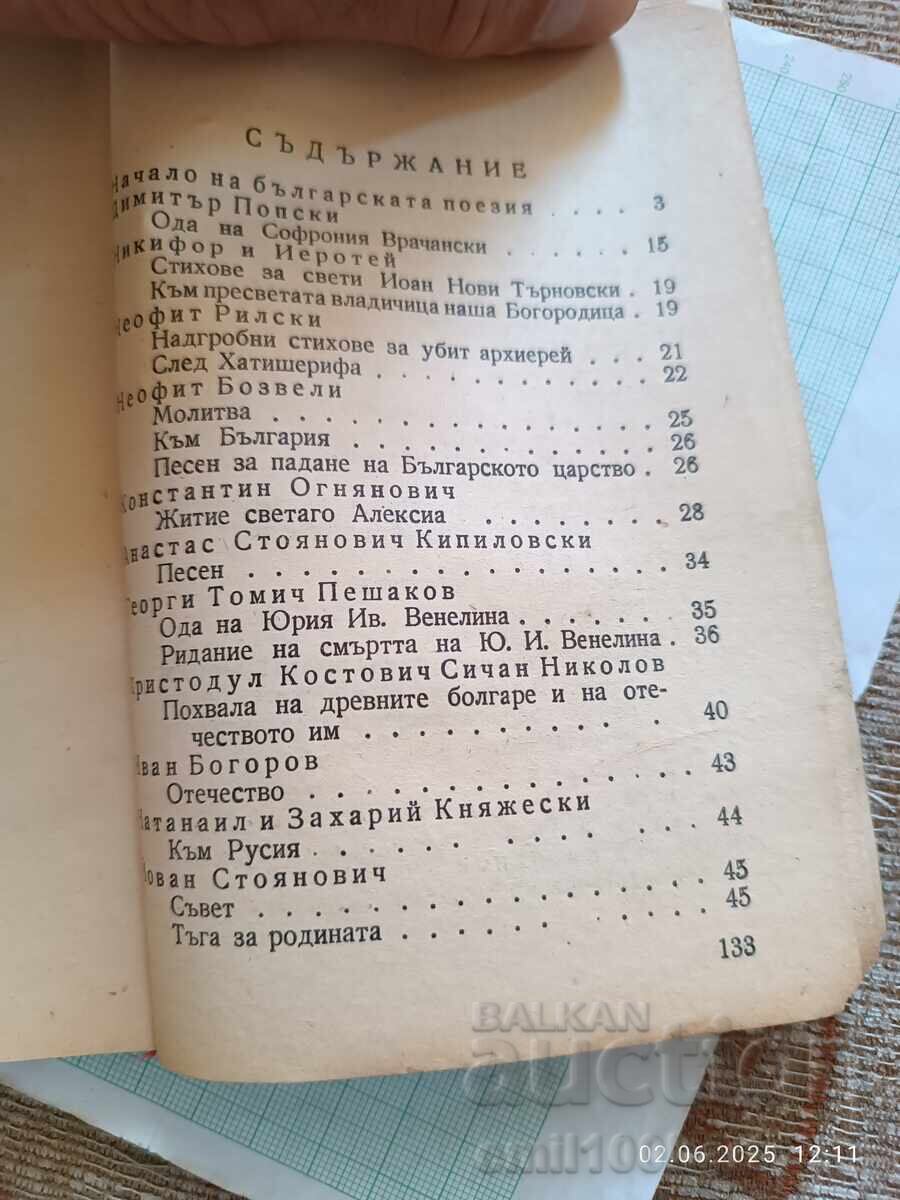 СЪДЪРЖАНИЕ
Начало на българската поезия . . . . 3
Димитър Попски
Ода на Софрония Врачански . . . . . . 15
Никифор и Иеротей
Стихове за свети Иоан Нови Търновски . 19
Към пресветата владичица наша Богородица . 19
Неофит Рилски
Надгробни стихове за убит архиерей . . . 21
След Хатишерифа . . . . . . . . . . . 22
Неофит Бозвели
Молитва . . . . . . . . . . . . . . . 25
Към България . . . . . . . . . . . . 26
Песен за падане на Българското царство . 26
Константин Огнянович
Житие светаго Алексиа . . . . . . . . 28
Анастас Стоянович Кипиловски
Песен . . . . . . . . . . . . . . . . 34
Георги Томич Пешаков
Ода на Юрия Ив. Венелина . . . . . . 35
Ридание на смъртта на Ю. И. Венелина . 36
Христодул Костович Сичан Николов
Похвала на древните болгаре и на оте-
чеството им . . . . . . . . . . . . . 40
Иван Богоров
Отечество . . . . . . . . . . . . . . 43
Натанаил и Захарий Княжески
Към Русия . . . . . . . . . . . . . 44
Йован Стоянович
Съвет . . . . . . . . . . . . . . . . 45
Тъга за родината . . . . . . . . . . 45
133
240
250
BALKAN
auction
02.06.2025 12:11